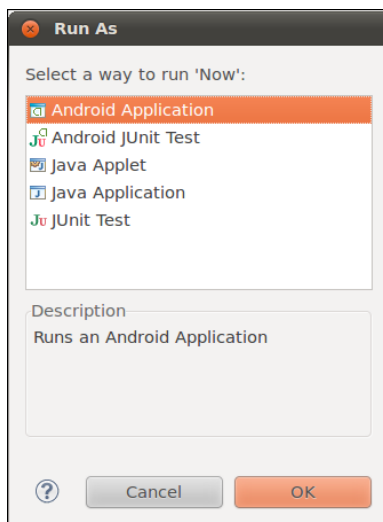 Run As
Select a way to run 'Now':
Android Application
Android JUnit Test
Java Applet
Java Application
JUnit Test
Description
Runs an Android Application
Cancel
OK